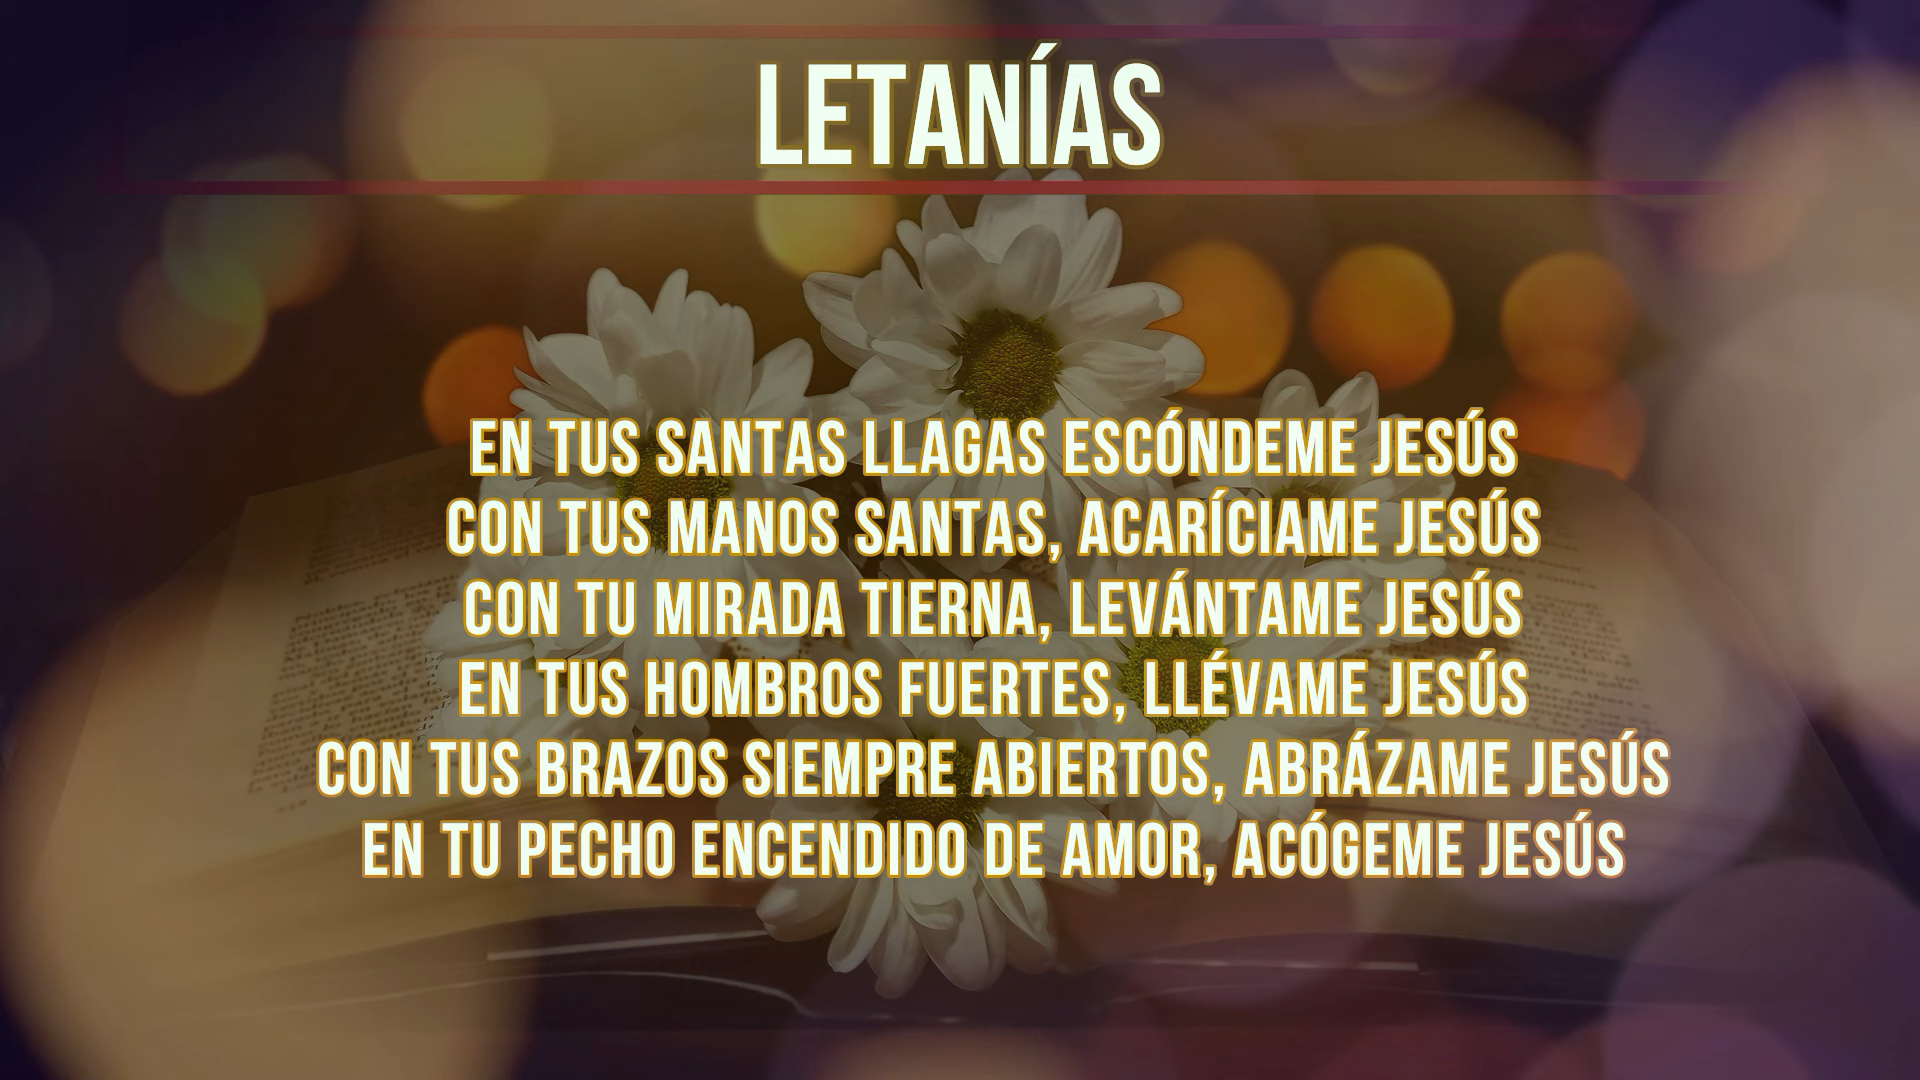 LETANÍAS
EN TUS SANTAS LLAGAS ESCÓNDEME JESÚS
CON TUS MANOS SANTAS, ACARÍCIAME JESÚS
CON TU MIRADA TIERNA, LEVÁNTAME JESÚS
EN TUS HOMBROS FUERTES, LLÉVAME JESÚS
CON TUS BRAZOS SIEMPRE ABIERTOS, ABRÁZAME JESÚS
EN TU PECHO ENCENDIDO DE AMOR, ACÓGEME JESÚS